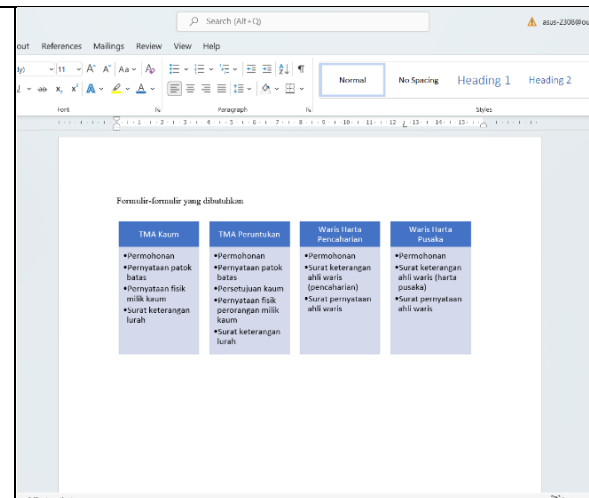 Search (Alt+Q)
asus-2308@ou
out References Mailings Review View Help
11 A^ A˅ Aa
Normal
No Spacing
Heading 1
Heading 2
Font
Paragraph
Styles
Formulir-formulir yang dibutuhkan
TMA Kaum
•Permohonan
•Pernyataan patok
batas
•Pernyataan fisik
milik kaum
•Surat keterangan
lurah
TMA Peruntukan
•Permohonan
•Pernyataan patok
batas
•Persetujuan kaum
•Pernyataan fisik
perorangan milik
kaum
•Surat keterangan
lurah
Waris Harta
Pencaharian
•Permohonan
•Surat keterangan
ahli waris
(pencaharian)
•Surat pernyataan
ahli waris
Waris Harta
Pusaka
•Permohonan
•Surat keterangan
ahli waris (harta
pusaka)
•Surat pernyataan
ahli waris